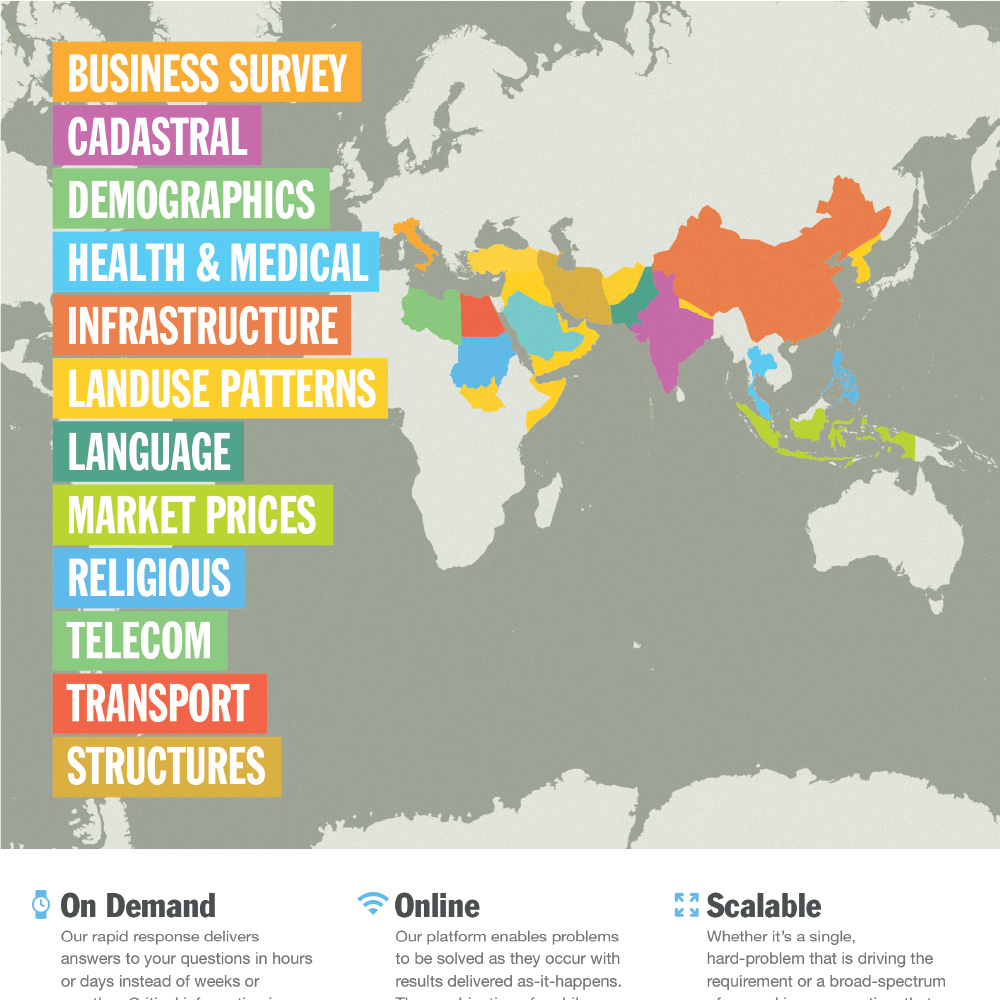 BUSINESS SURVEY
CADASTRAL
DEMOGRAPHICS
HEALTH & MEDICAL
INFRASTRUCTURE
LANDUSE PATTERNS
LANGUAGE
MARKET PRICES
RELIGIOUS
TELECOM
TRANSPORT
STRUCTURES
On Demand
Our rapid response delivers
answers to your questions in hours
or days instead of weeks or
Online
Our platform enables problems
to be solved as they occur with
results delivered as-it-happens.
Scalable
Whether it's a single,
hard-problem that is driving the
requirement or a broad-spectrum